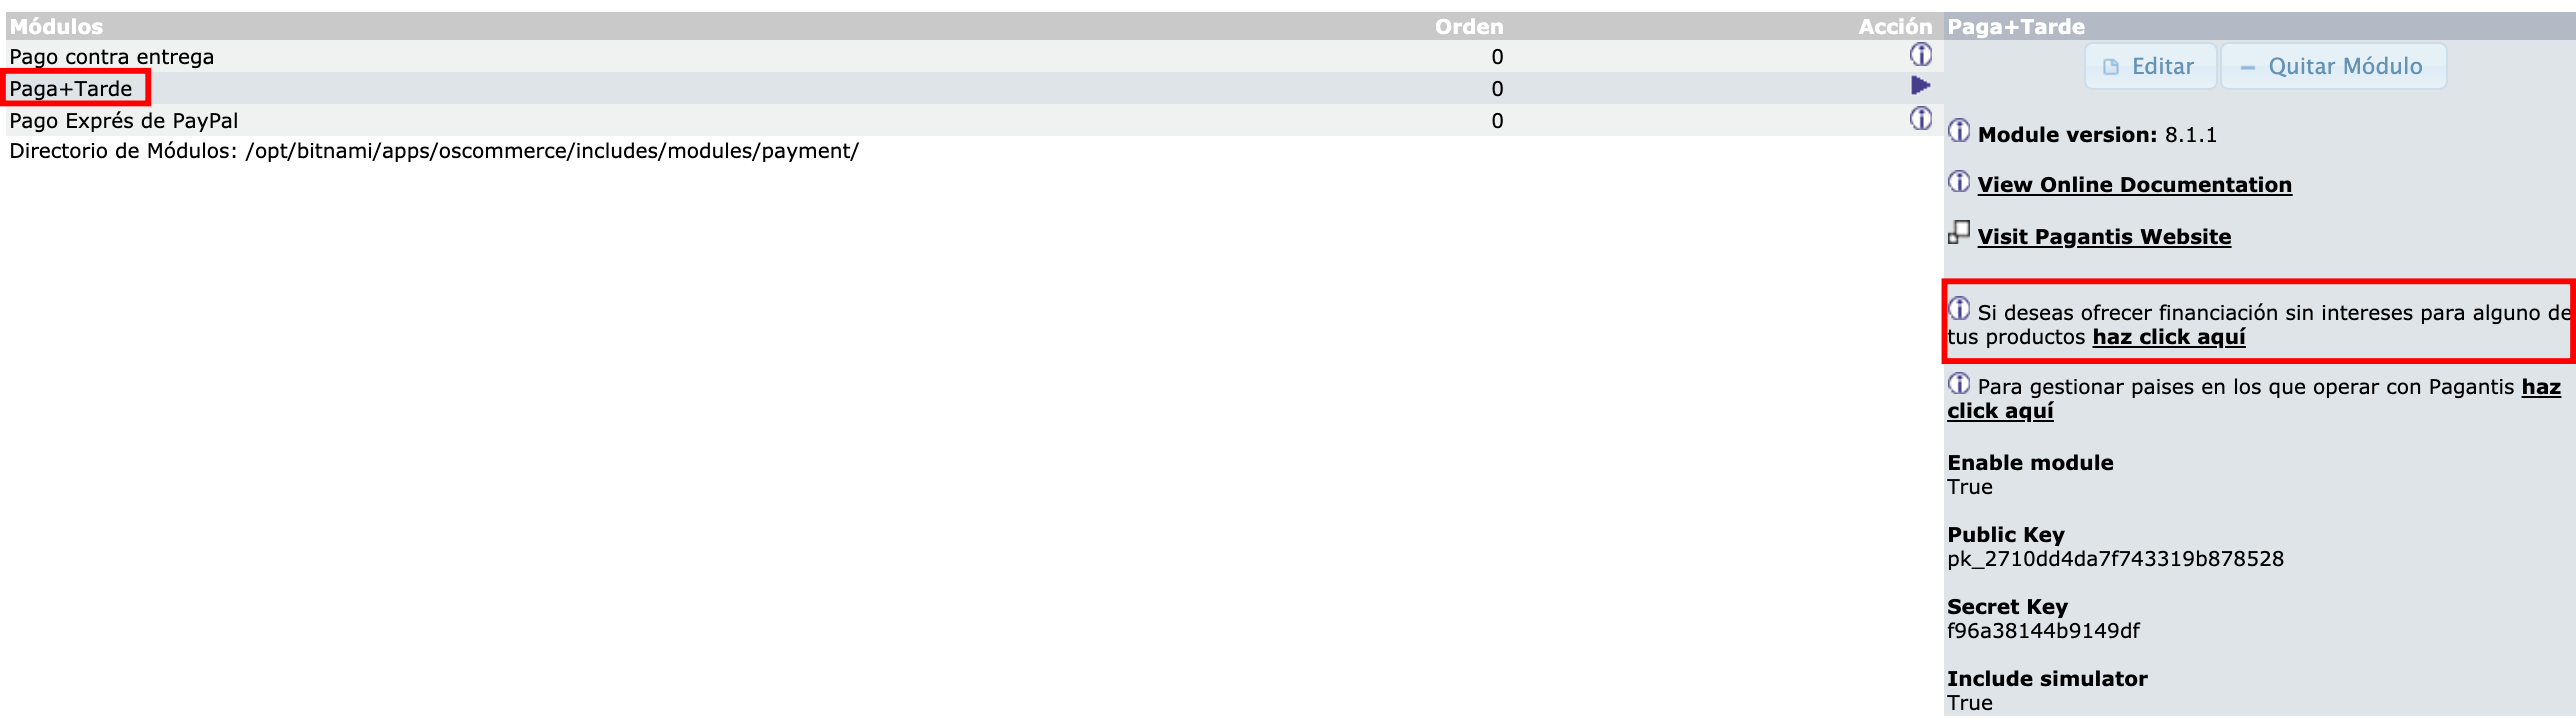 Módulos Orden Acción
Pago contra entrega 0
Paga+Tarde 0
Pago Exprés de PayPal 0
Directorio de Módulos: /opt/bitnami/apps/oscommerce/includes/modules/payment/
Paga+Tarde
Editar
Quitar Módulo
Module version: 8.1.1
View Online Documentation
Visit Pagantis Website
Si deseas ofrecer financiación sin intereses para alguno de
tus productos haz click aquí
Para gestionar paises en los que operar con Pagantis haz
click aquí
Enable module
True
Public Key
pk_2710dd4da7f743319b878528
Secret Key
f96a38144b9149df
Include simulator
True